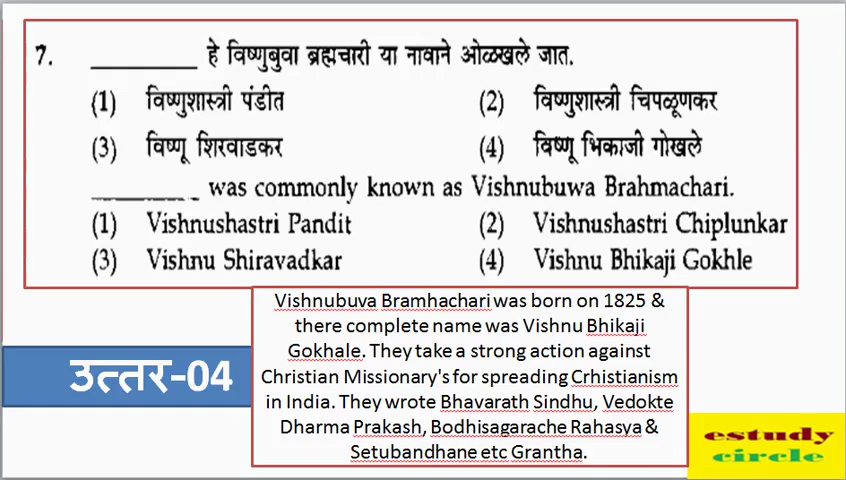 7. ________ हे विष्णुबुवा ब्रह्मचारी या नावाने ओळखले जात.
(1) विष्णुशास्त्री पंडीत (2) विष्णुशास्त्री चिपळूणकर
(3) विष्णू शिरवाडकर (4) विष्णू भिकाजी गोखले
________ was commonly known as Vishnubuwa Brahmachari.
(1) Vishnushastri Pandit (2) Vishnushastri Chiplunkar
(3) Vishnu Shiravadkar (4) Vishnu Bhikaji Gokhle
Vishnubuva Bramhachari was born on 1825 &
there complete name was Vishnu Bhikaji
Gokhale. They take a strong action against
Christian Missionary's for spreading Crhistianism
in India. They wrote Bhavarath Sindhu, Vedokte
Dharma Prakash, Bodhisagarache Rahasya &
Setubandhane etc Grantha.
उत्तर-04
estudy
circle